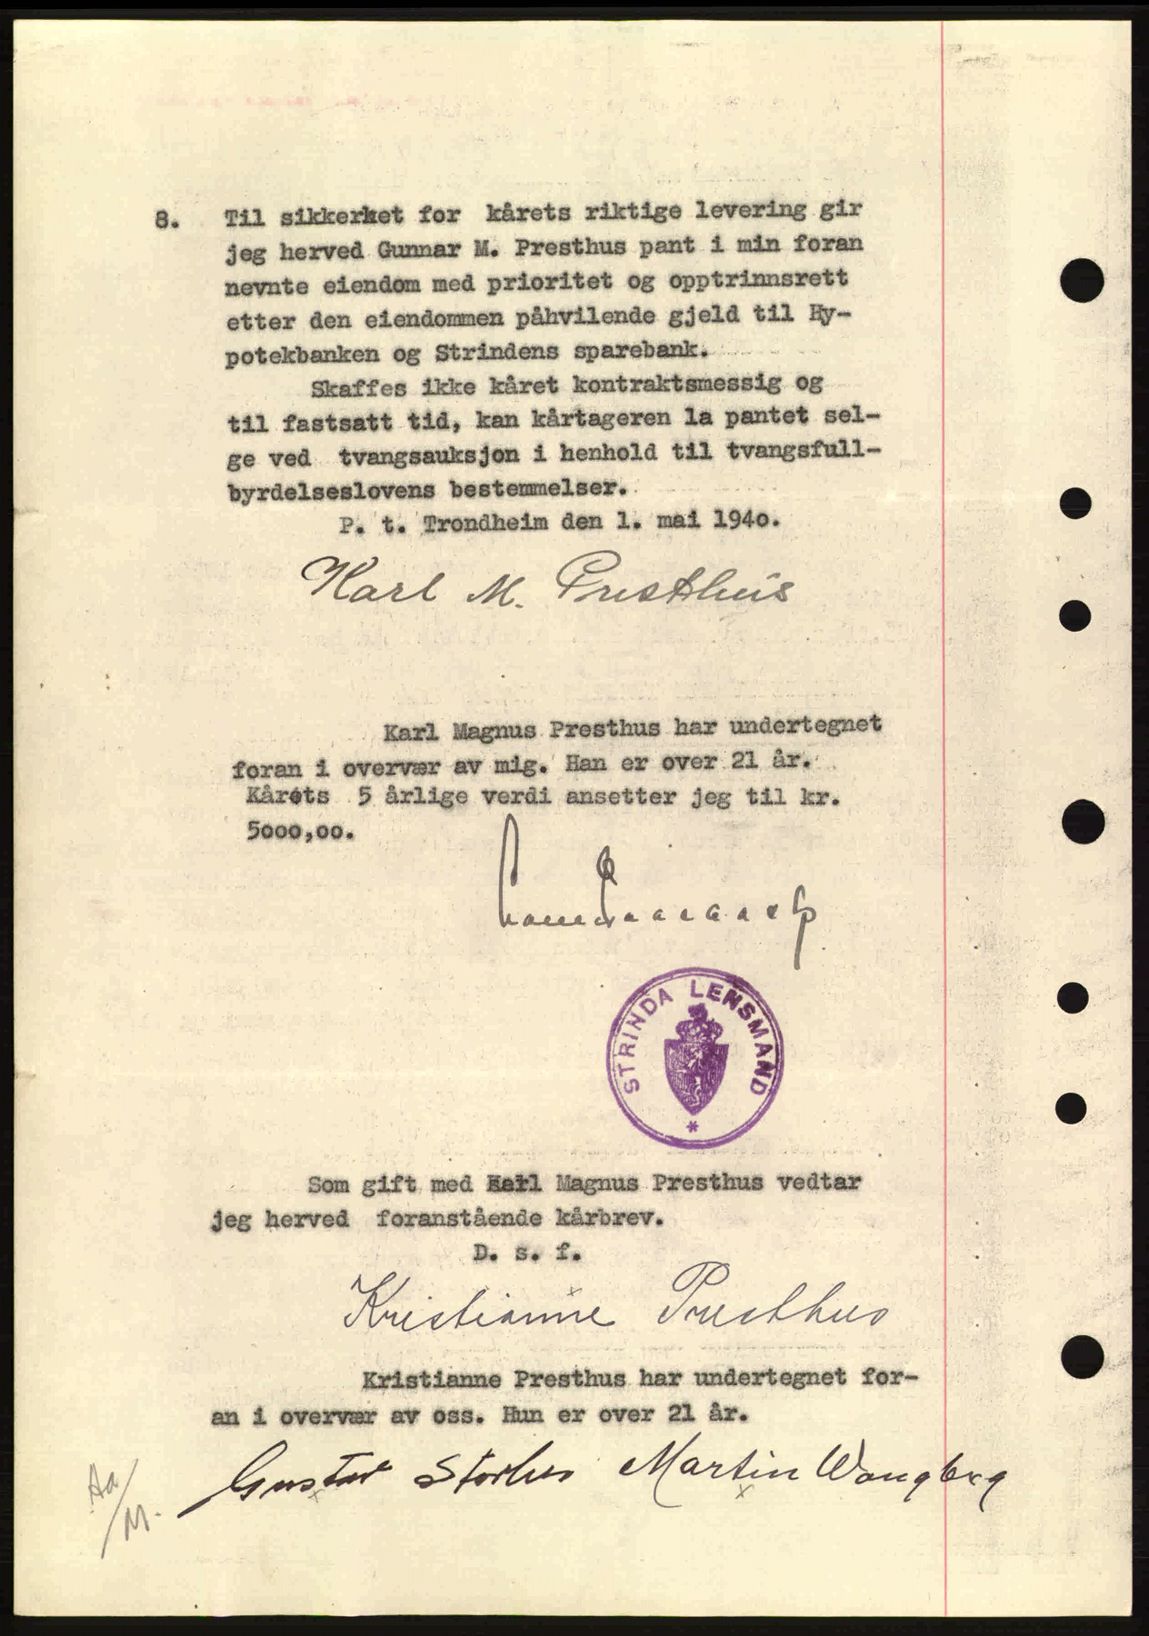 8. Til sikkerket for kårets riktige levering gir
jeg herved Gunnar M. Presthus pant i min foran
nevnte eiendom med prioritet og opptrinnsrett
etter den eiendommen påhvilende gjeld til Hy-
potekbanken og Strindens sparebank.
Skaffes ikke kåret kontraktsmessig og
til fastsatt tid, kan kårtageren la pantet sel-
ge ved tvangsauksjon i henhold til tvangsfull-
byrdelseslovens bestemmelser.
P. t. Trondheim den 1. mai 1940.
Karl M. Presthus
Karl Magnus Presthus har undertegnet
foran i overvær av mig. Han er over 21 år.
Kårets 5 årlige verdi ansetter jeg til kr.
5000,00.
STRINDA LENSMAND
*
Som gift med Karl Magnus Presthus vedtar
jeg herved foranstående kårbrev.
D. s. f.
Kristianne Presthus
Kristianne Presthus har undertegnet for-
an i overvær av oss. Hun er over 21 år.
Gustav Storhus Martin Wangberg
Aa/M.